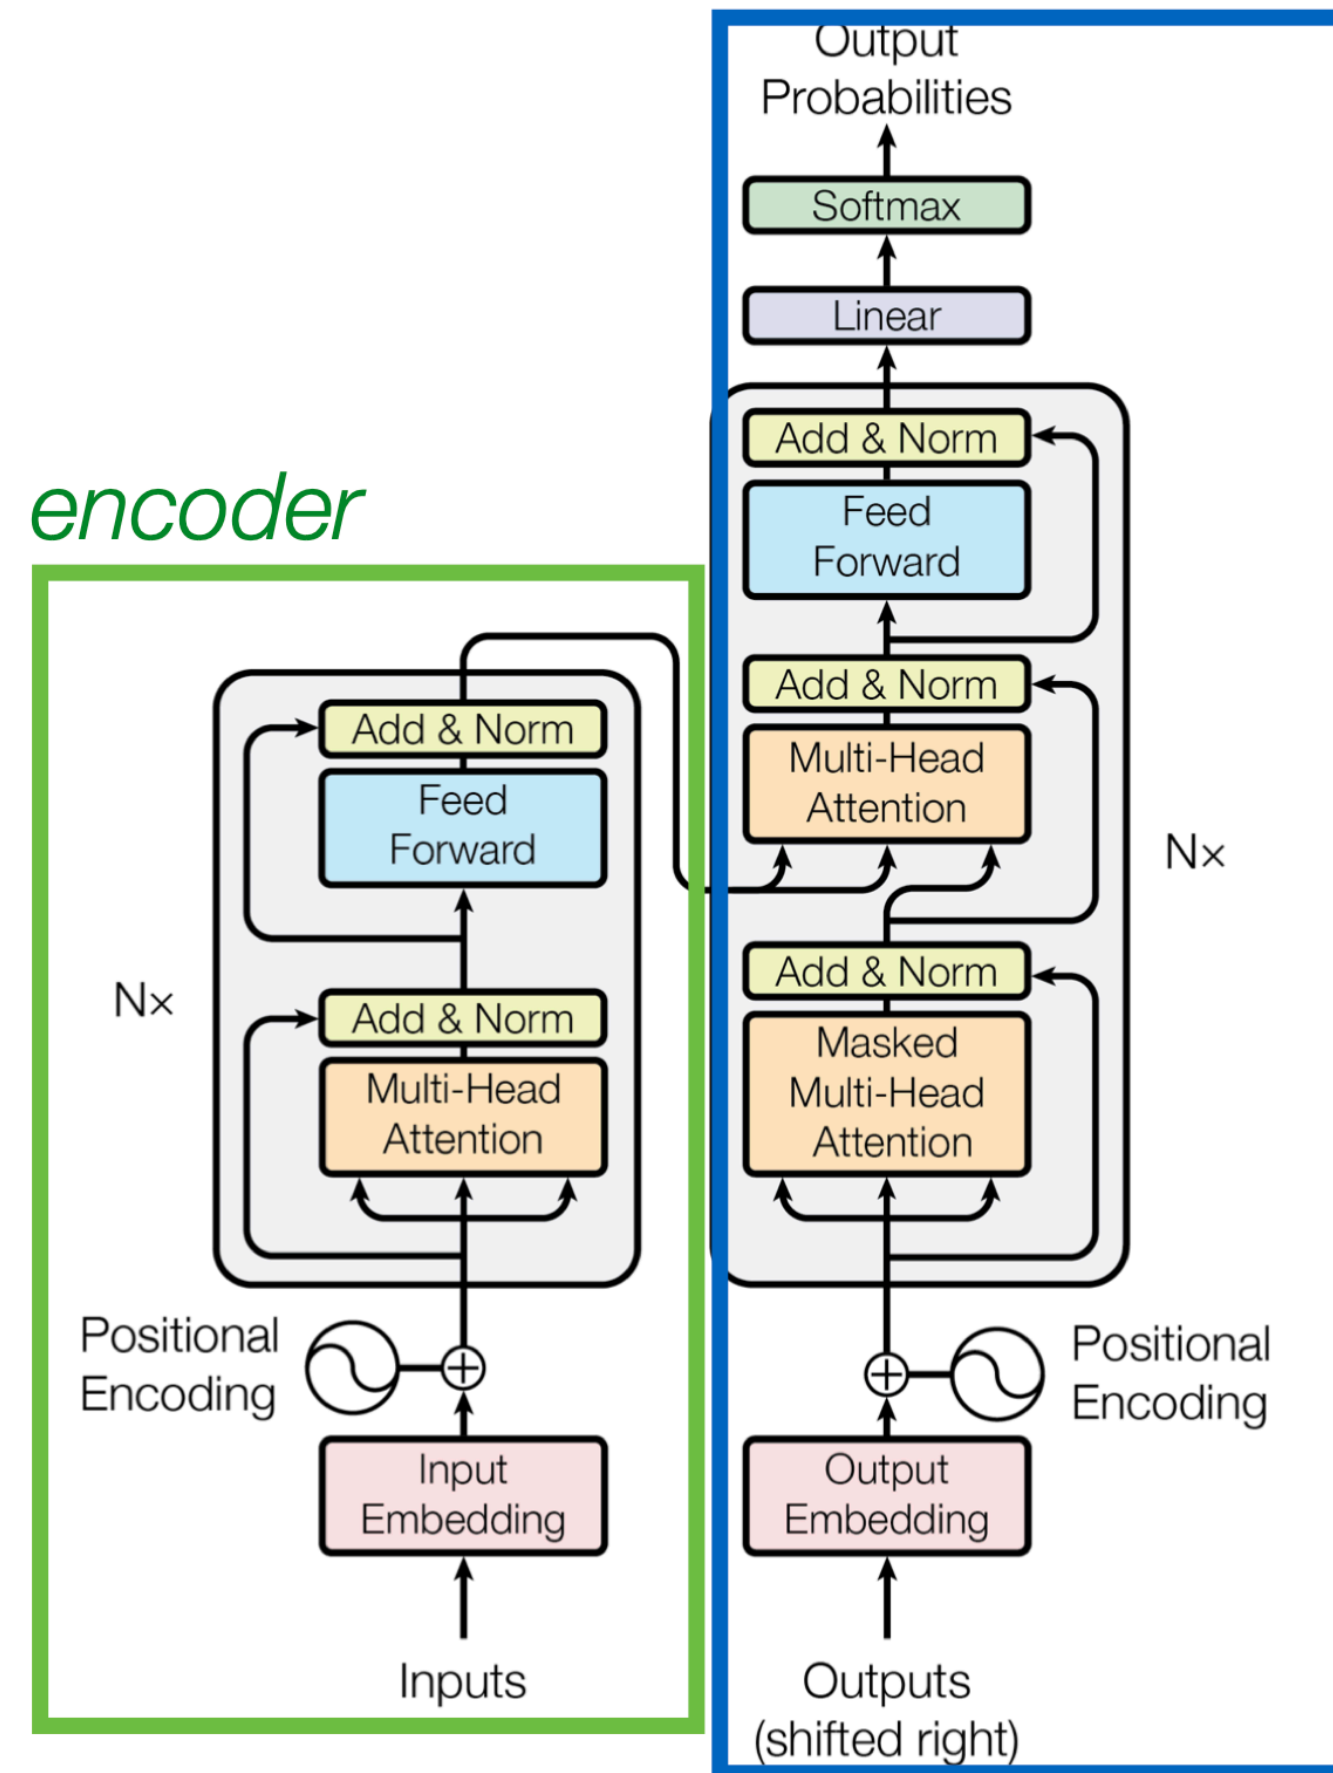 encoder
Add & Norm
Feed
Forward
Nx
Add & Norm
Multi-Head
Attention
Positional
Encoding
Input
Embedding
Inputs
Output
Probabilities
Softmax
Linear
Add & Norm
Feed
Forward
Add & Norm
Multi-Head
Attention
N×
Add & Norm
Masked
Multi-Head
Attention
Positional
Encoding
Output
Embedding
Outputs
(shifted right)